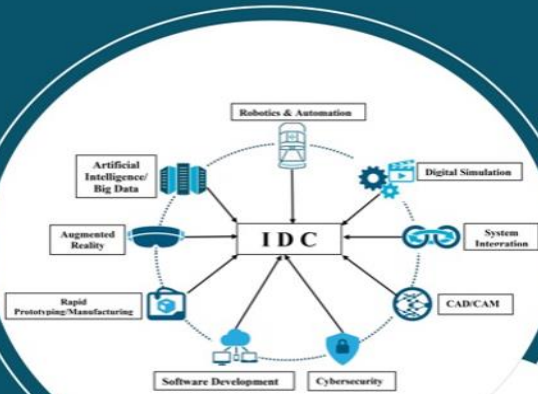 Robotics & Automation
Artificial
Intelligence/
Big Data
Digital Simulation
Augmented
Reality
I D C
System
Integration
Rapid
Prototyping/Manufacturing
CAD/CAM
Software Development
Cybersecurity